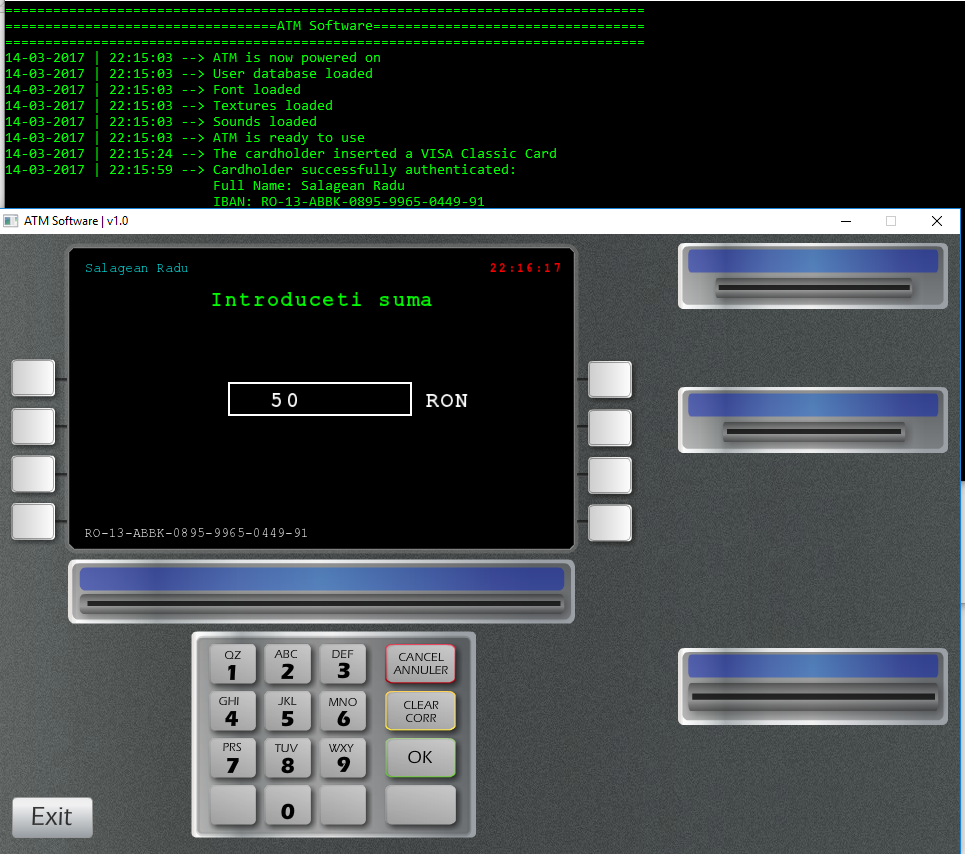 ================================================================================
==================================ATM Software==================================
================================================================================
14-03-2017 | 22:15:03 --> ATM is now powered on
14-03-2017 | 22:15:03 --> User database loaded
14-03-2017 | 22:15:03 --> Font loaded
14-03-2017 | 22:15:03 --> Textures loaded
14-03-2017 | 22:15:03 --> Sounds loaded
14-03-2017 | 22:15:03 --> ATM is ready to use
14-03-2017 | 22:15:24 --> The cardholder inserted a VISA Classic Card
14-03-2017 | 22:15:59 --> Cardholder successfully authenticated:
Full Name: Salagean Radu
IBAN: RO-13-ABBK-0895-9965-0449-91
ATM Software | v1.0
Salagean Radu 22:16:17
Introduceti suma
50 RON
RO-13-ABBK-0895-9965-0449-91
QZ ABC DEF CANCEL
1 2 3 ANNULER
GHI JKL MNO CLEAR
4 5 6 CORR
PRS TUV WXY OK
7 8 9
0
Exit